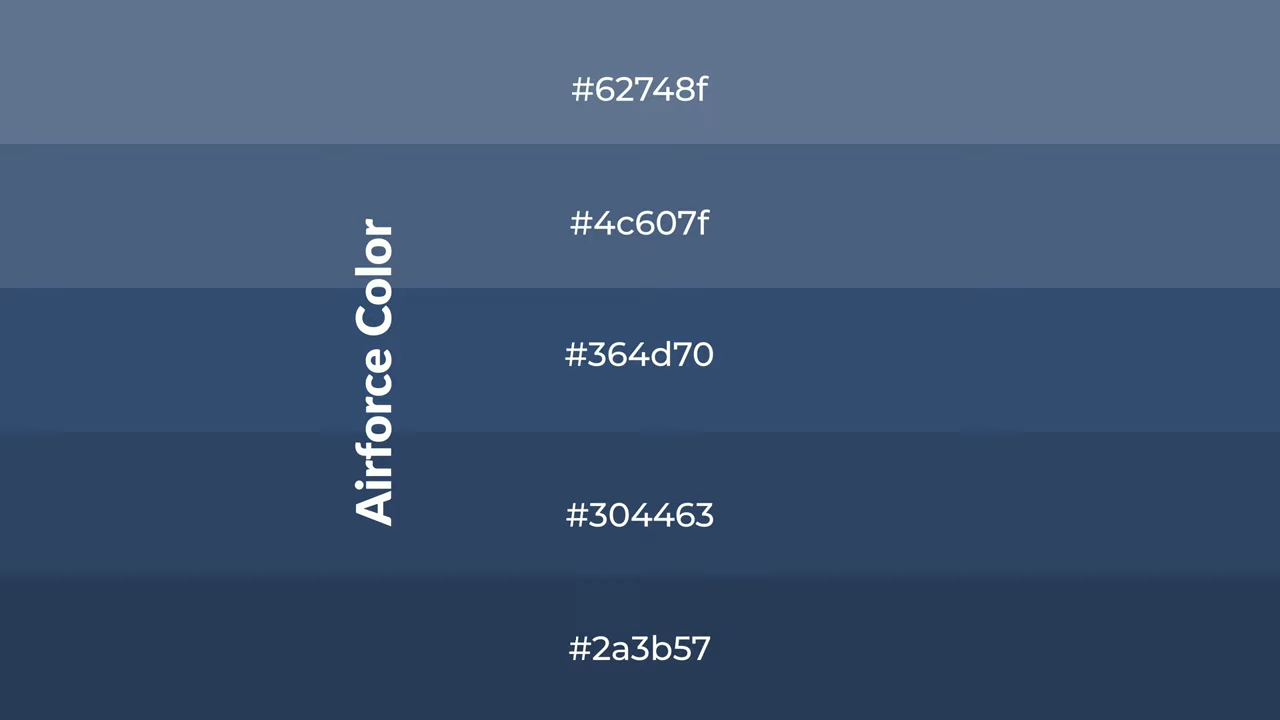 #62748f
#4c607f
Airforce Color
#364d70
#304463
#2a3b57